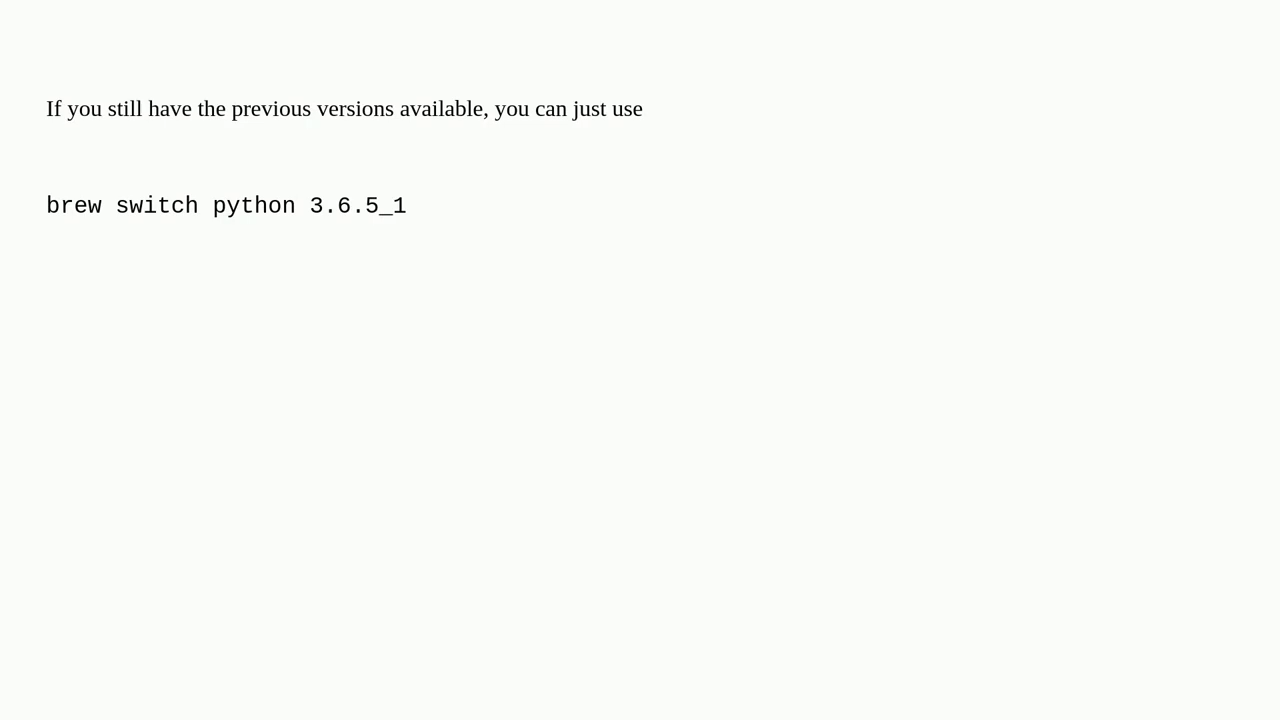 If you still have the previous versions available, you can just use
brew switch python 3.6.5_1